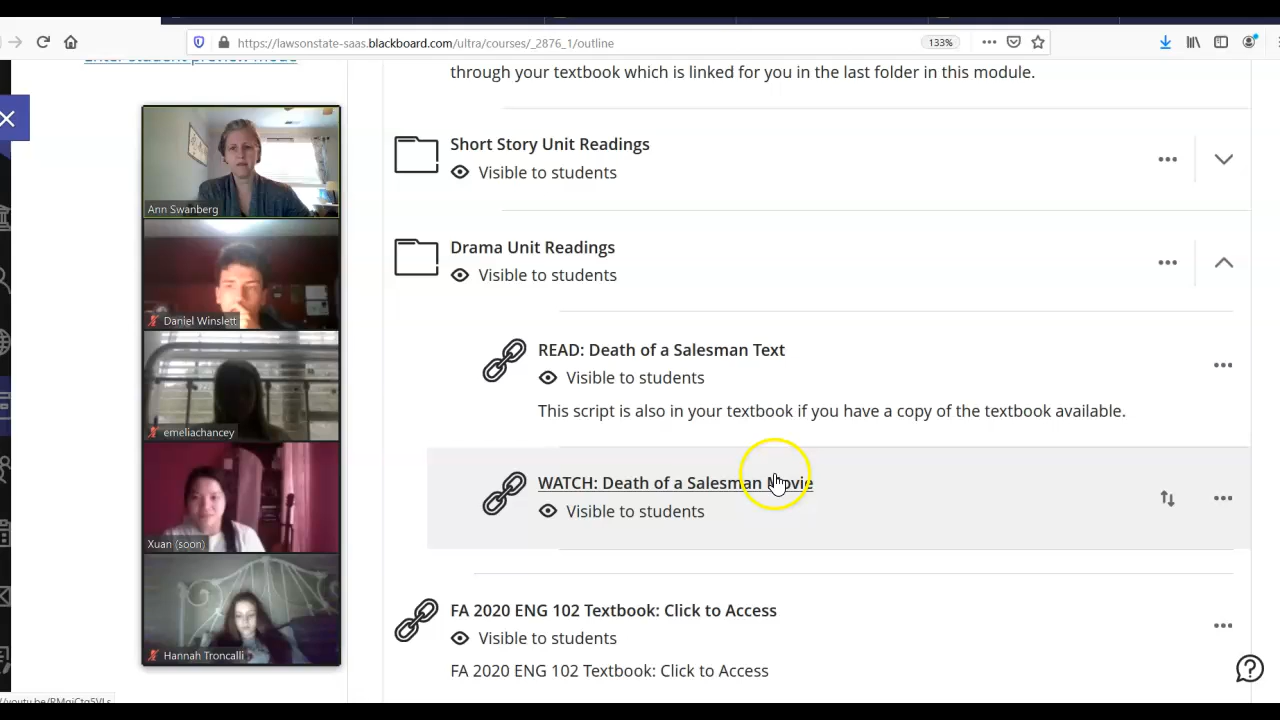 https://lawsonstate-saas.blackboard.com/ultra/courses/_2876_1/outline
133%
Enter student preview mode
through your textbook which is linked for you in the last folder in this module.
Short Story Unit Readings
Visible to students
Drama Unit Readings
Visible to students
READ: Death of a Salesman Text
Visible to students
This script is also in your textbook if you have a copy of the textbook available.
WATCH: Death of a Salesman Movie
Visible to students
FA 2020 ENG 102 Textbook: Click to Access
Visible to students
FA 2020 ENG 102 Textbook: Click to Access
Ann Swanberg
Daniel Winslett
emeliachancey
Xuan (soon)
Hannah Troncalli